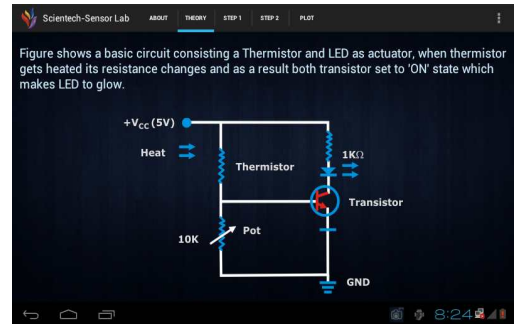 Scientech-Sensor Lab ABOUT THEORY STEP 1 STEP 2 PLOT
Figure shows a basic circuit consisting a Thermistor and LED as actuator, when thermistor
gets heated its resistance changes and as a result both transistor set to 'ON' state which
makes LED to glow.
+VCC (5V)
Heat
1KΩ
Thermistor
Transistor
Pot
10K
GND
8:24